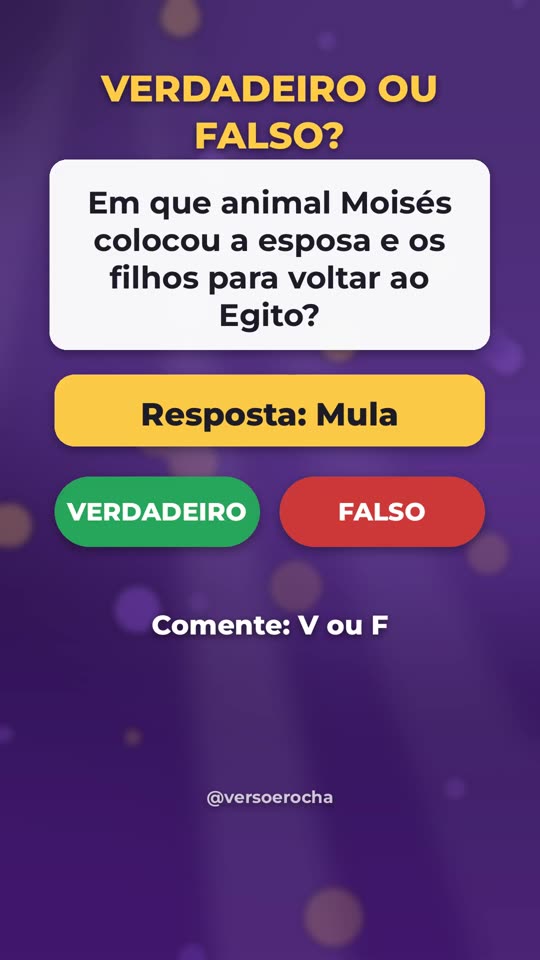 VERDADEIRO OU
FALSO?
Em que animal Moisés
colocou a esposa e os
filhos para voltar ao
Egito?
Resposta: Mula
VERDADEIRO
FALSO
Comente: V ou F
@versoerocha